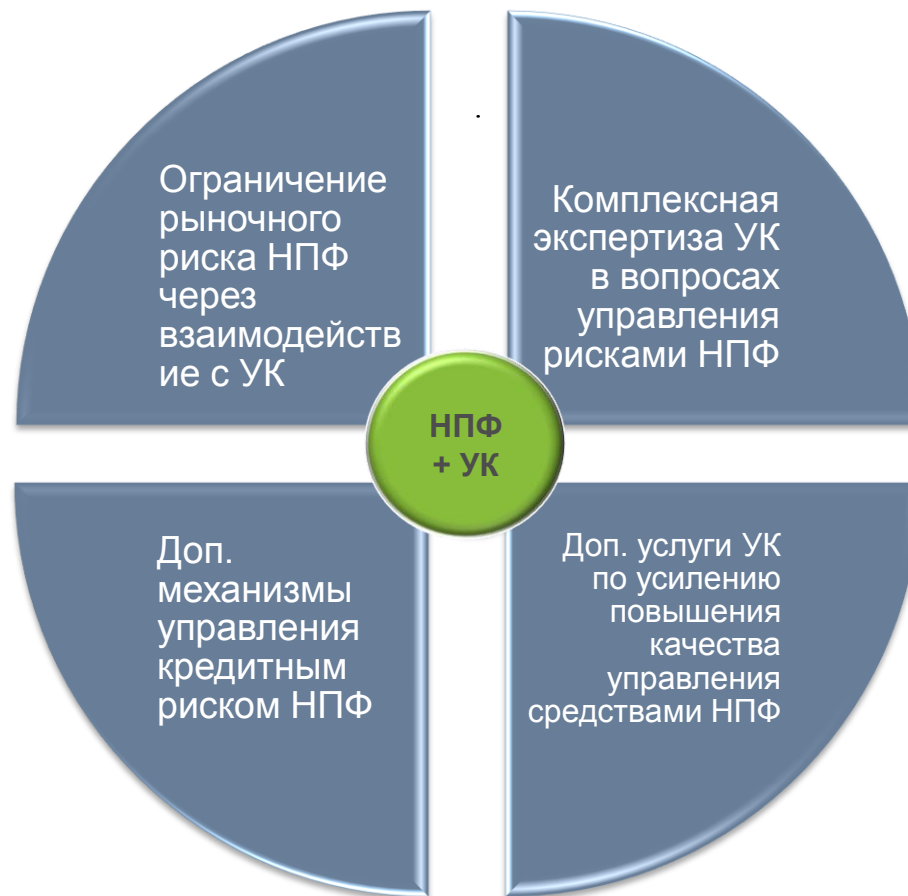 Ограничение
рыночного
риска НПФ
через
взаимодейств
ие с УК
.
Комплексная
экспертиза УК
в вопросах
управления
рисками НПФ
НПФ
+ УК
Доп.
механизмы
управления
кредитным
риском НПФ
Доп. услуги УК
по усилению
повышения
качества
управления
средствами НПФ